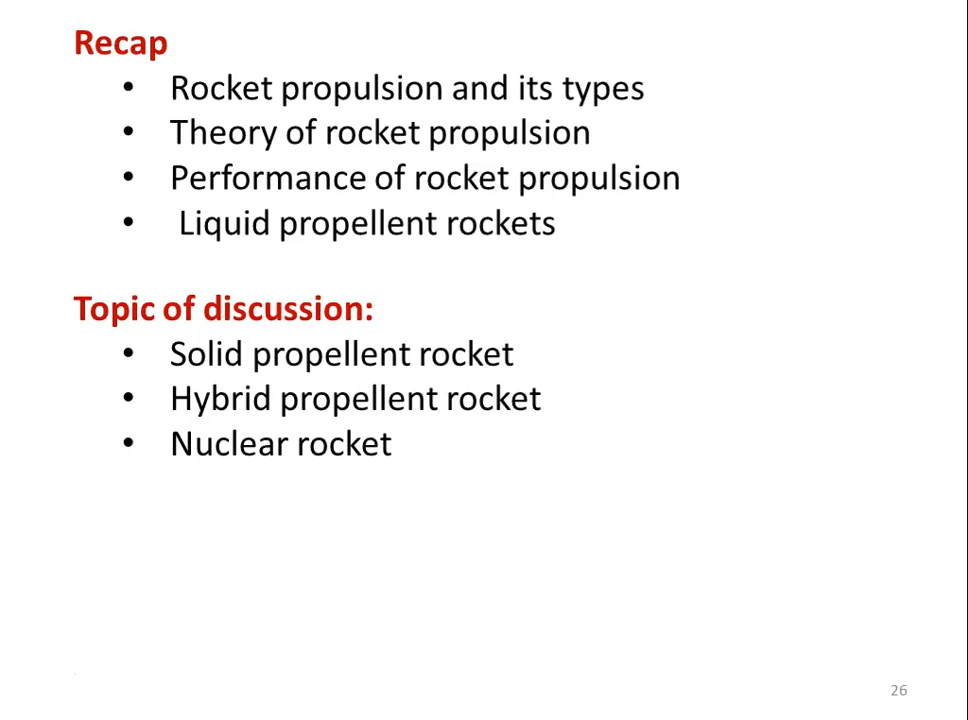 Recap
• Rocket propulsion and its types
• Theory of rocket propulsion
• Performance of rocket propulsion
• Liquid propellent rockets
Topic of discussion:
• Solid propellent rocket
• Hybrid propellent rocket
• Nuclear rocket
26